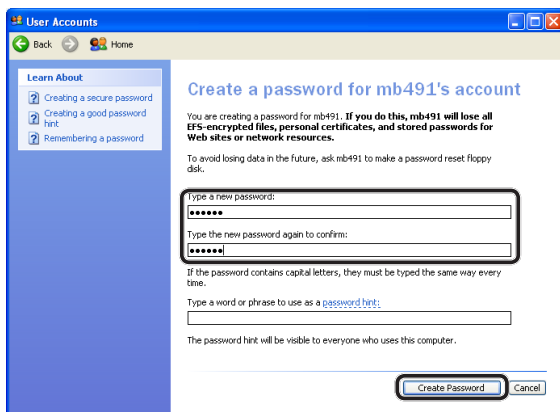 User Accounts
Back Home
Learn About
Creating a secure password
Creating a good password
hint
Remembering a password
Create a password for mb491's account
You are creating a password for mb491. If you do this, mb491 will lose all
EFS-encrypted files, personal certificates, and stored passwords for
Web sites or network resources.
To avoid losing data in the future, ask mb491 to make a password reset floppy
disk.
Type a new password:
●●●●●●
Type the new password again to confirm:
●●●●●●
If the password contains capital letters, they must be typed the same way every
time.
Type a word or phrase to use as a password hint:
The password hint will be visible to everyone who uses this computer.
Create Password Cancel